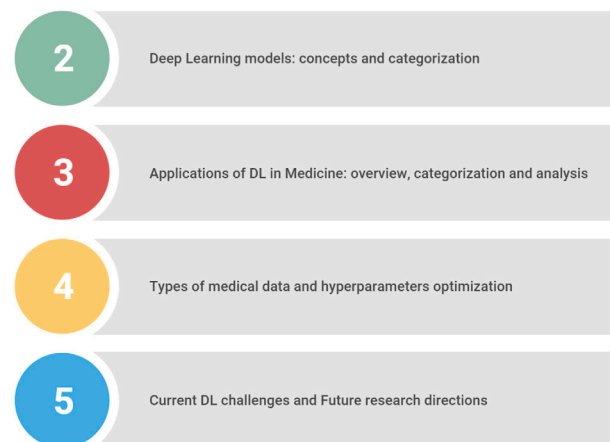 2
Deep Learning models: concepts and categorization
3
Applications of DL in Medicine: overview, categorization and analysis
4
Types of medical data and hyperparameters optimization
5
Current DL challenges and Future research directions